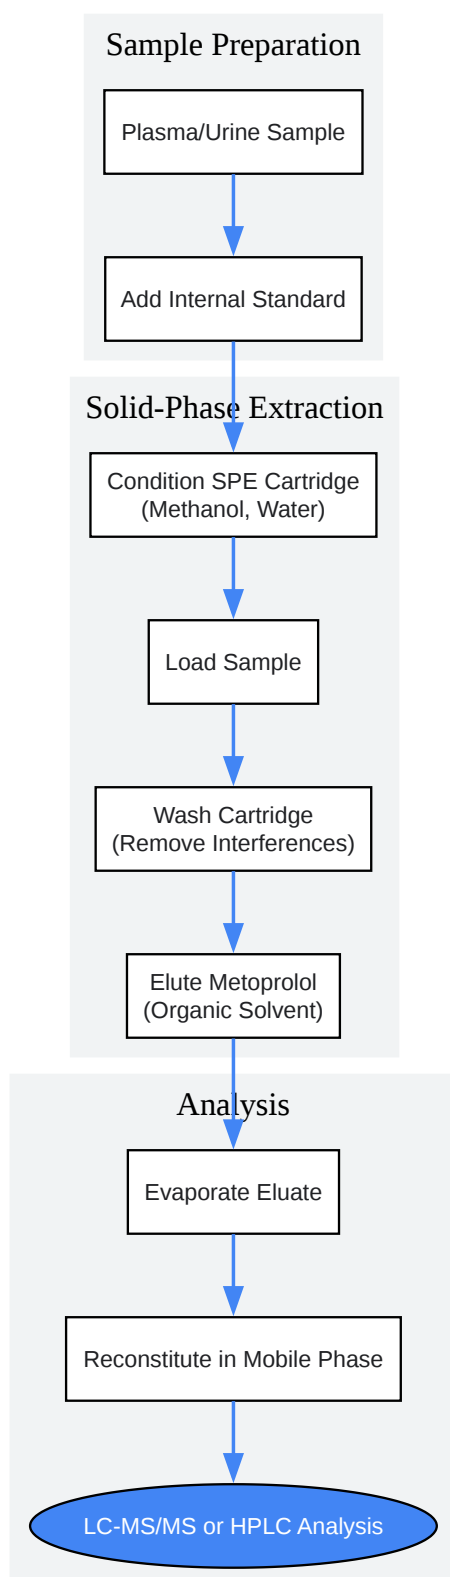 Sample Preparation
Plasma/Urine Sample
Add Internal Standard
Solid-Phase Extraction
Condition SPE Cartridge
(Methanol, Water)
Load Sample
Wash Cartridge
(Remove Interferences)
Elute Metoprolol
(Organic Solvent)
Analysis
Evaporate Eluate
Reconstitute in Mobile Phase
LC-MS/MS or HPLC Analysis